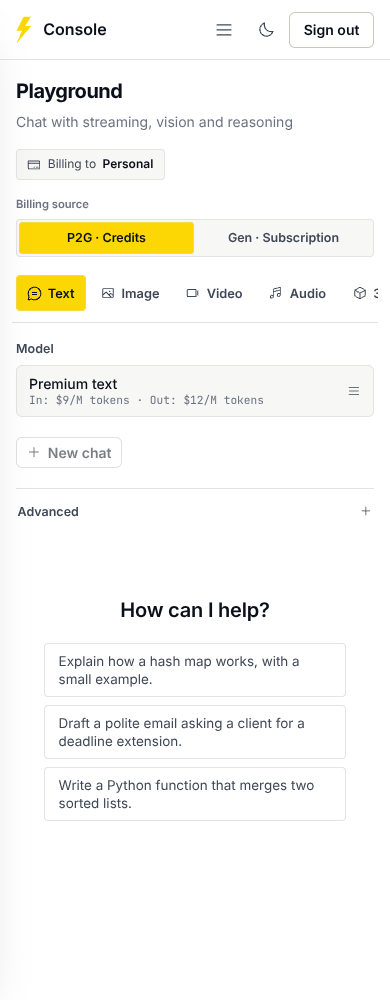 Console
Sign out
Playground
Chat with streaming, vision and reasoning
Billing to Personal
Billing source
P2G · Credits
Gen · Subscription
Text
Image
Video
Audio
Model
Premium text
In: $9/M tokens · Out: $12/M tokens
New chat
Advanced
How can I help?
Explain how a hash map works, with a
small example.
Draft a polite email asking a client for a
deadline extension.
Write a Python function that merges two
sorted lists.